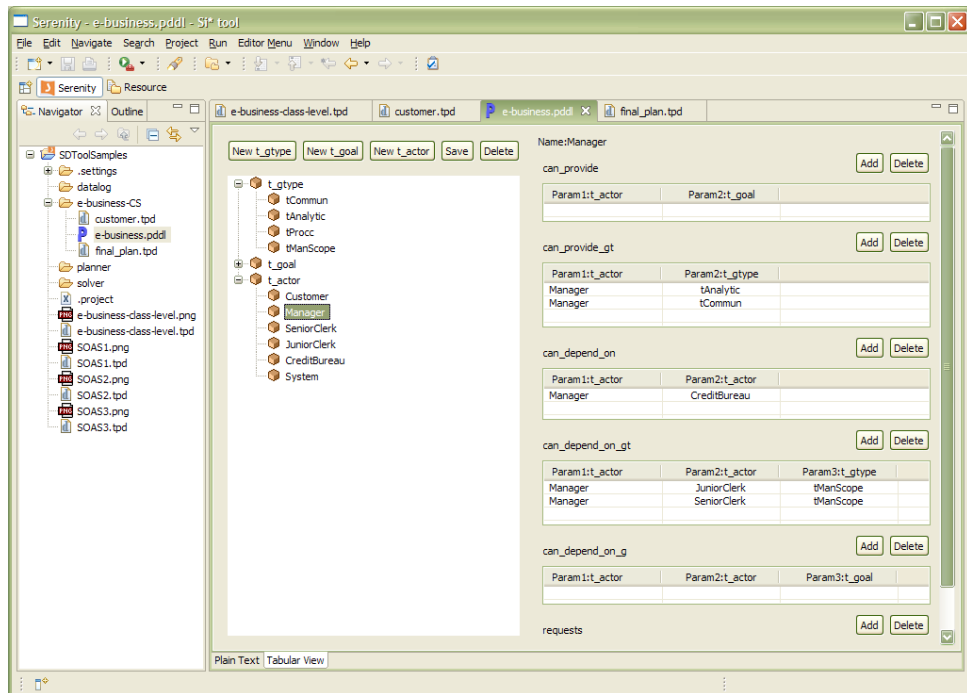 Serenity - e-business.pddl - Si* tool
File Edit Navigate Search Project Run Editor Menu Window Help
Serenity Resource
Navigator Outline
SDToolSamples
.settings
datalog
e-business-CS
customer.tpd
e-business.pddl
final_plan.tpd
planner
solver
.project
e-business-class-level.png
e-business-class-level.tpd
SOAS1.png
SOAS1.tpd
SOAS2.png
SOAS2.tpd
SOAS3.png
SOAS3.tpd
e-business-class-level.tpd customer.tpd e-business.pddl final_plan.tpd
New t_gtype New t_goal New t_actor Save Delete
t_gtype
tCommun
tAnalytic
tProcc
tManScope
t_goal
t_actor
Customer
Manager
SeniorClerk
JuniorClerk
CreditBureau
System
Name:Manager
can_provide Add Delete
Param1:t_actor Param2:t_goal
can_provide_gt Add Delete
Param1:t_actor Param2:t_gtype
Manager tAnalytic
Manager tCommun
can_depend_on Add Delete
Param1:t_actor Param2:t_actor
Manager CreditBureau
can_depend_on_gt Add Delete
Param1:t_actor Param2:t_actor Param3:t_gtype
Manager JuniorClerk tManScope
Manager SeniorClerk tManScope
can_depend_on_g Add Delete
Param1:t_actor Param2:t_actor Param3:t_goal
requests Add Delete
Plain Text Tabular View